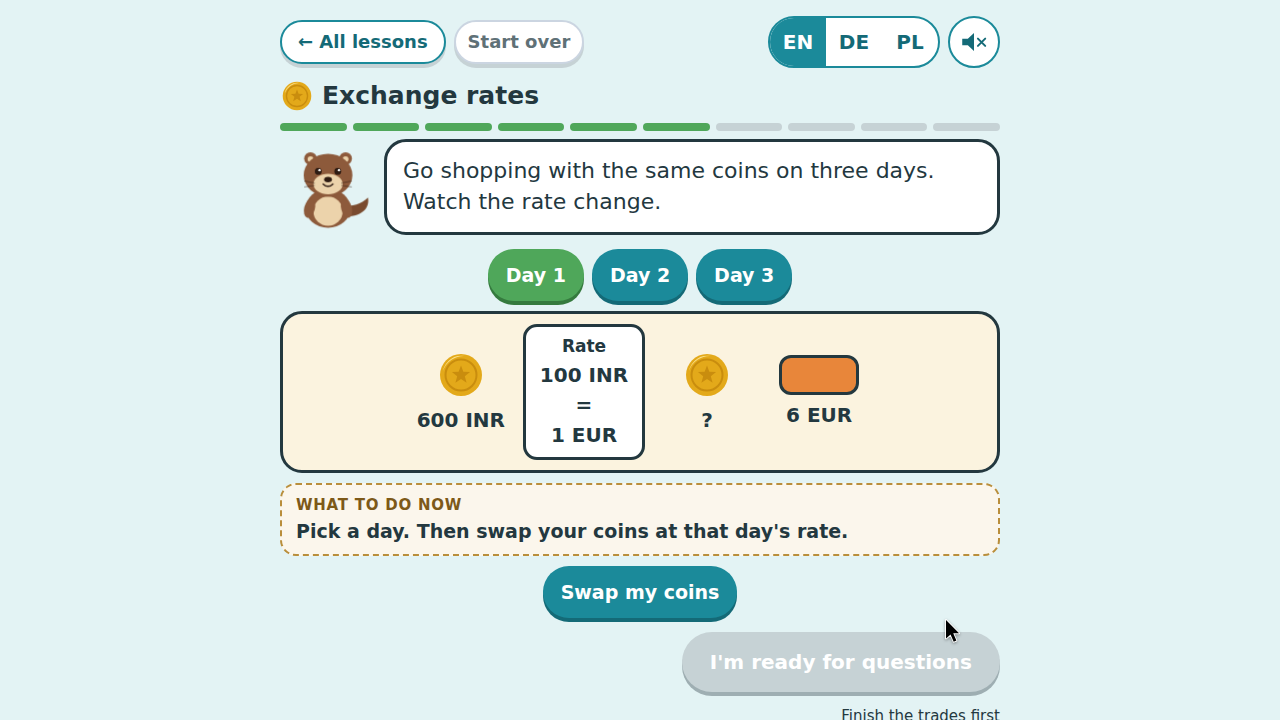 ← All lessons
Start over
EN
DE
PL
Exchange rates
Go shopping with the same coins on three days.
Watch the rate change.
Day 1
Day 2
Day 3
600 INR
Rate
100 INR
=
1 EUR
?
6 EUR
WHAT TO DO NOW
Pick a day. Then swap your coins at that day's rate.
Swap my coins
I'm ready for questions
Finish the trades first